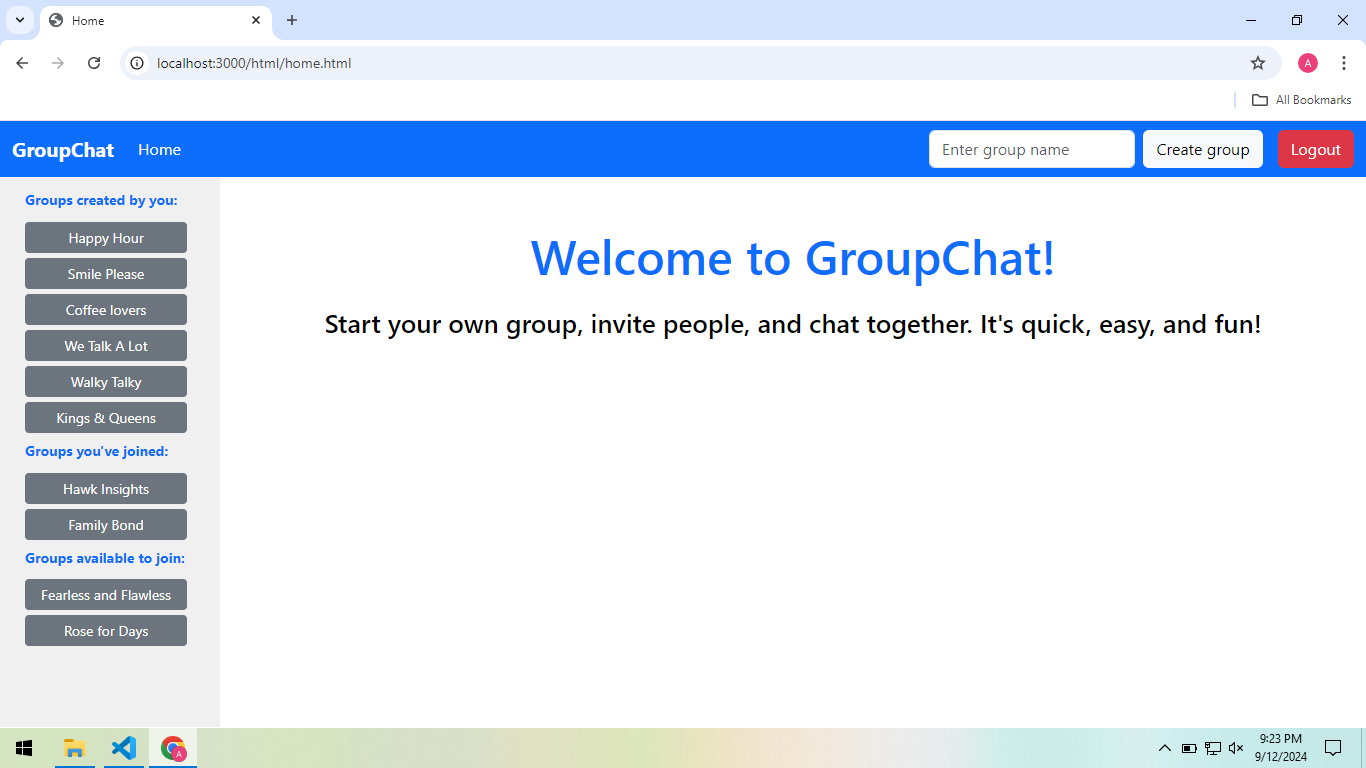 Home
localhost:3000/html/home.html
A
All Bookmarks
GroupChat Home Enter group name Create group Logout
Groups created by you:
Happy Hour
Smile Please
Coffee lovers
We Talk A Lot
Walky Talky
Kings & Queens
Groups you've joined:
Hawk Insights
Family Bond
Groups available to join:
Fearless and Flawless
Rose for Days
Welcome to GroupChat!
Start your own group, invite people, and chat together. It's quick, easy, and fun!
A
9:23 PM
9/12/2024